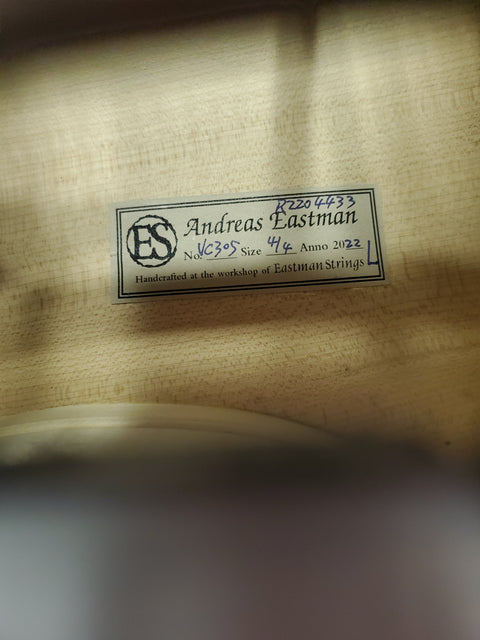 R2204433
ES Andreas Eastman
No. VC305 Size 4/4 Anno 2022 L
Handcrafted at the workshop of Eastman Strings